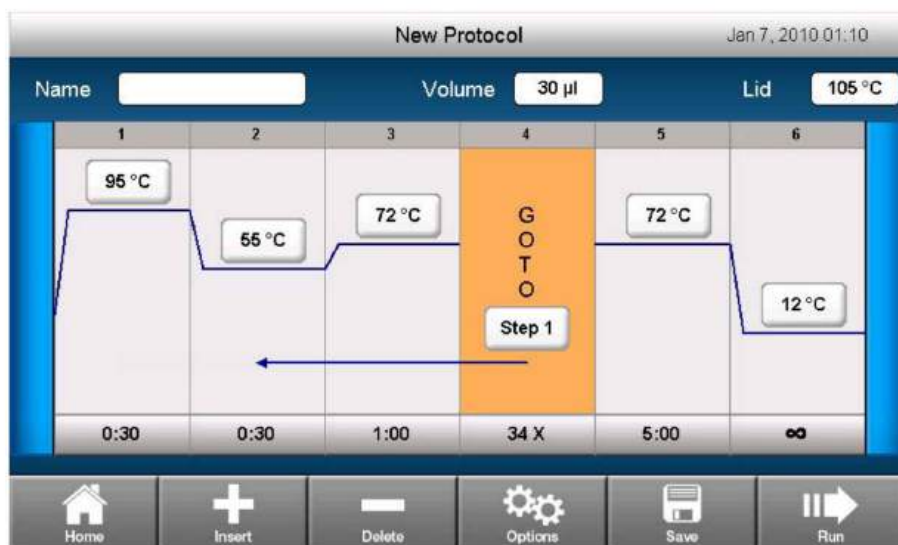 New Protocol Jan 7, 2010 01:10
Name Volume 30 µl Lid 105 °C
1 2 3 4 5 6
95 °C
72 °C 72 °C
55 °C
GOTO
12 °C
Step 1
0:30 0:30 1:00 34 X 5:00 ∞
Home Insert Delete Options Save Run